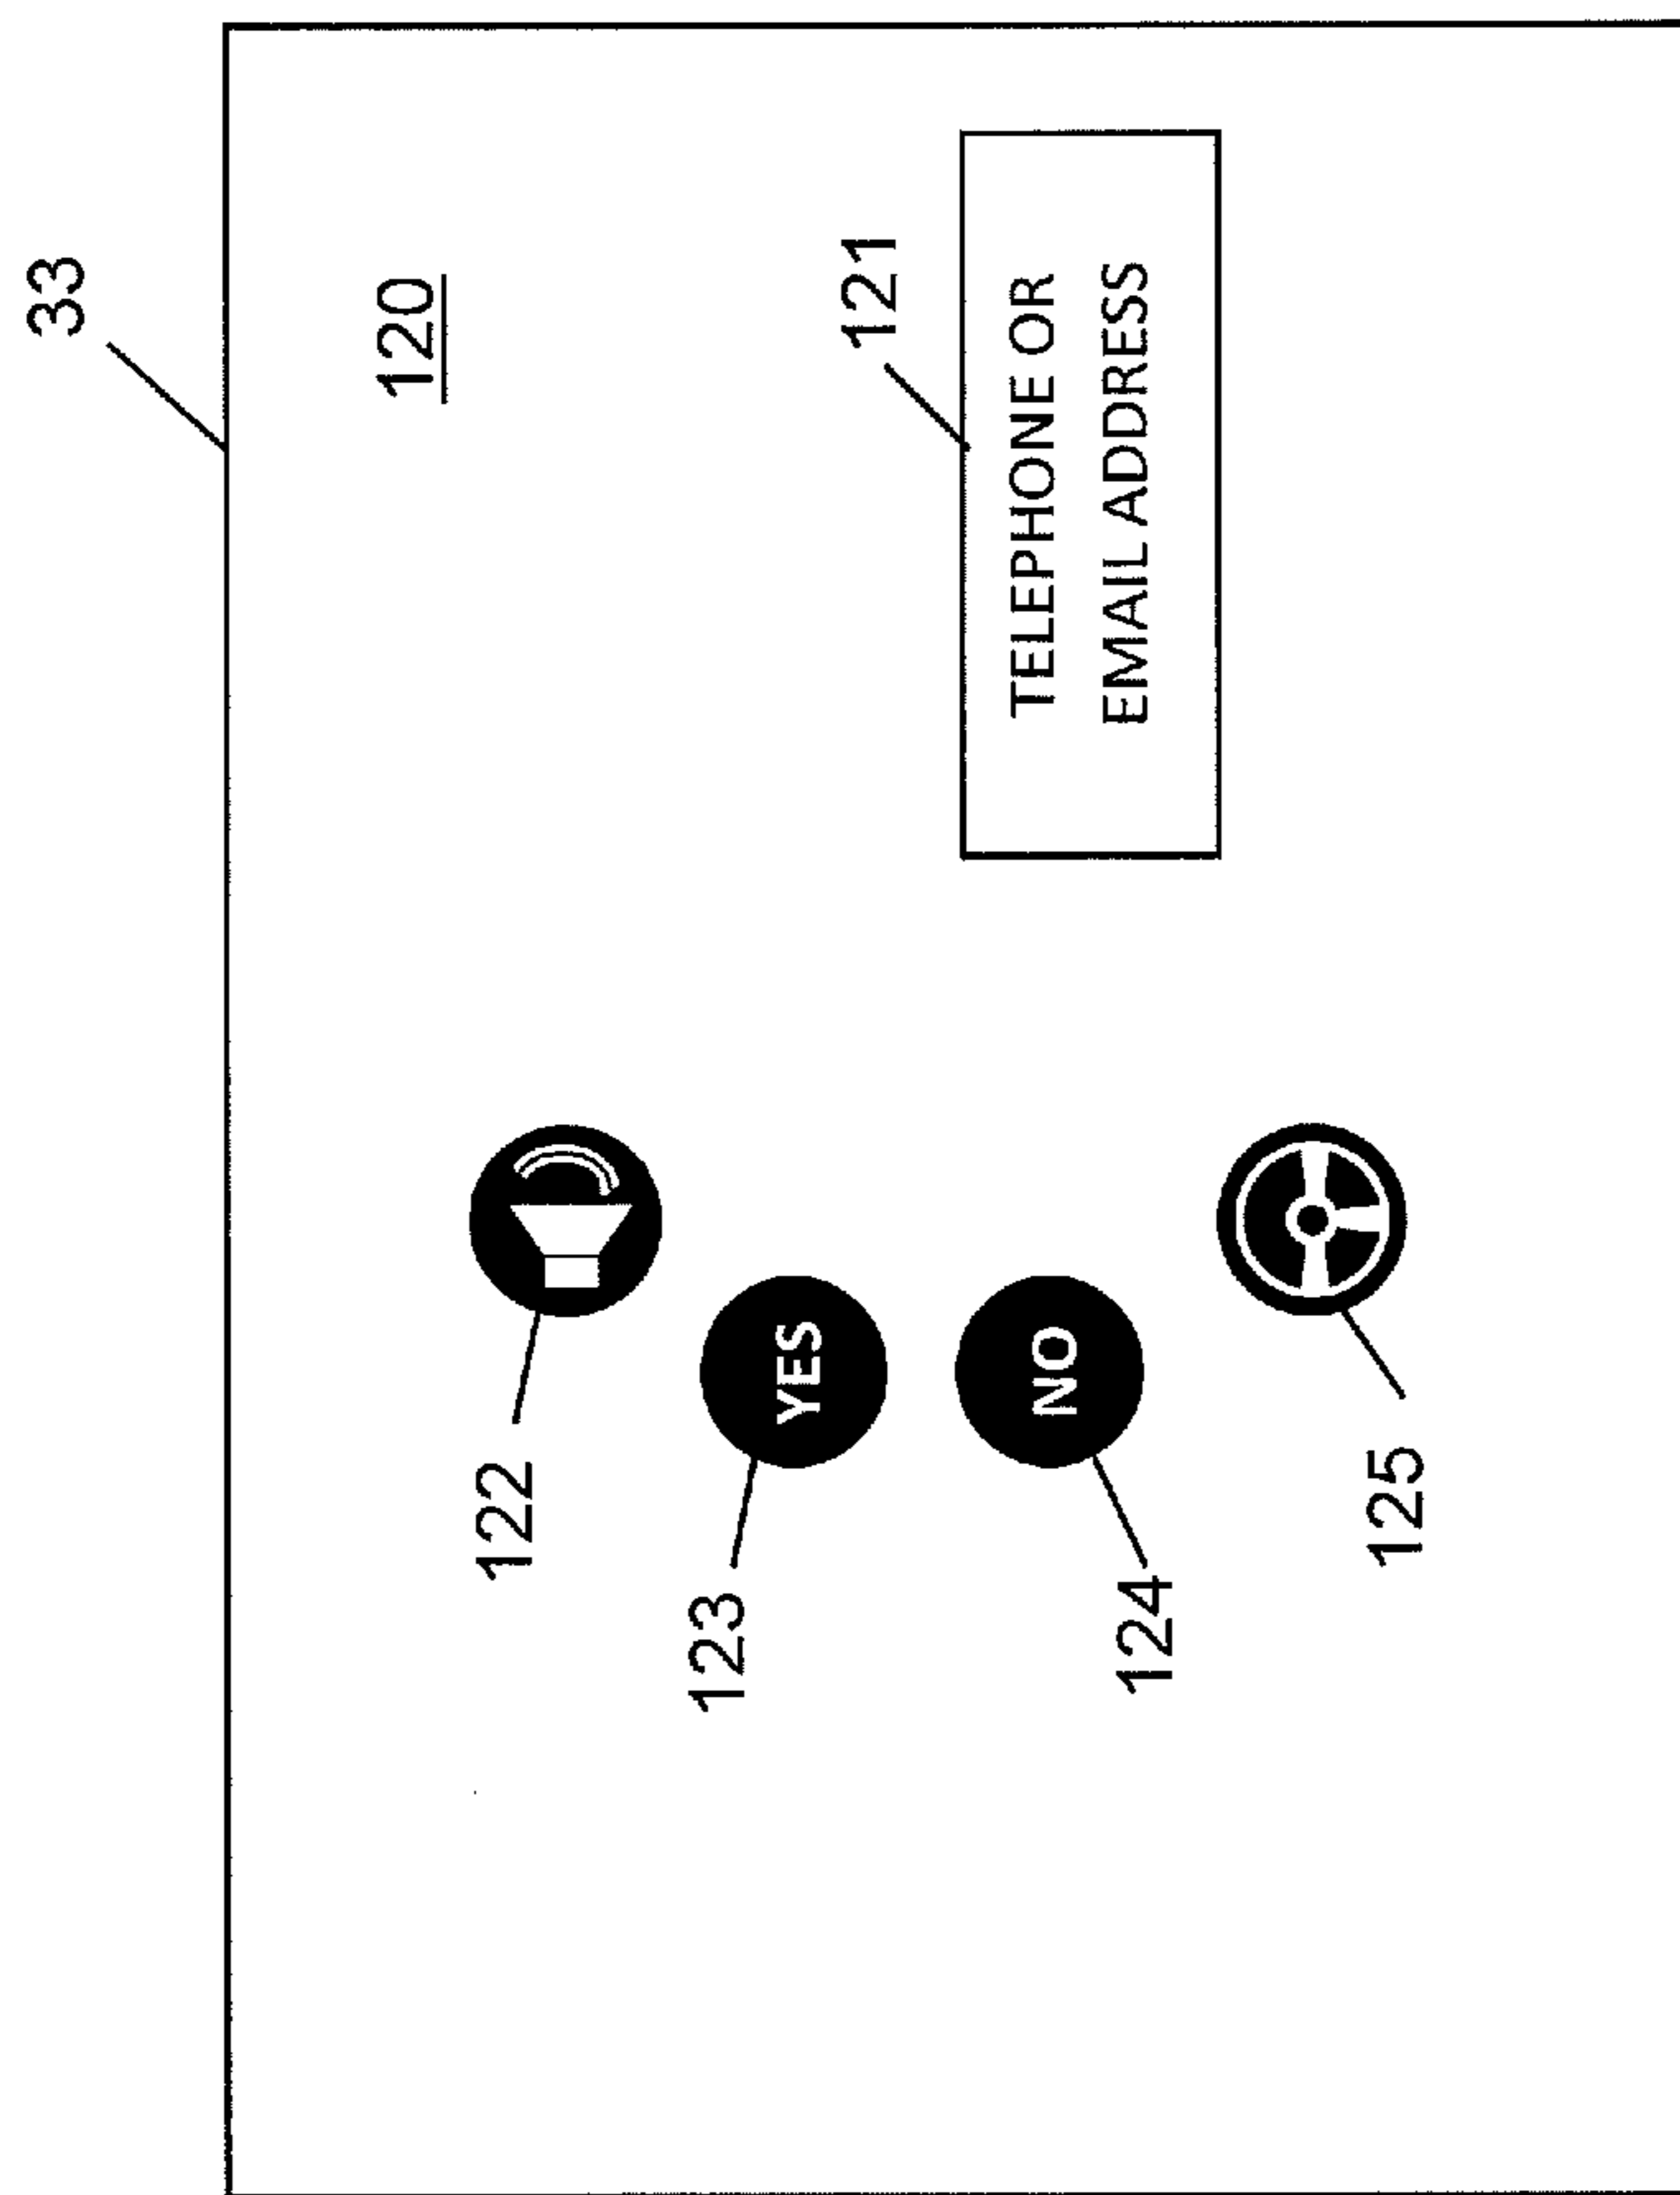 33
120
121
TELEPHONE OR
EMAIL ADDRESS
122
123
YES
NO
124
125